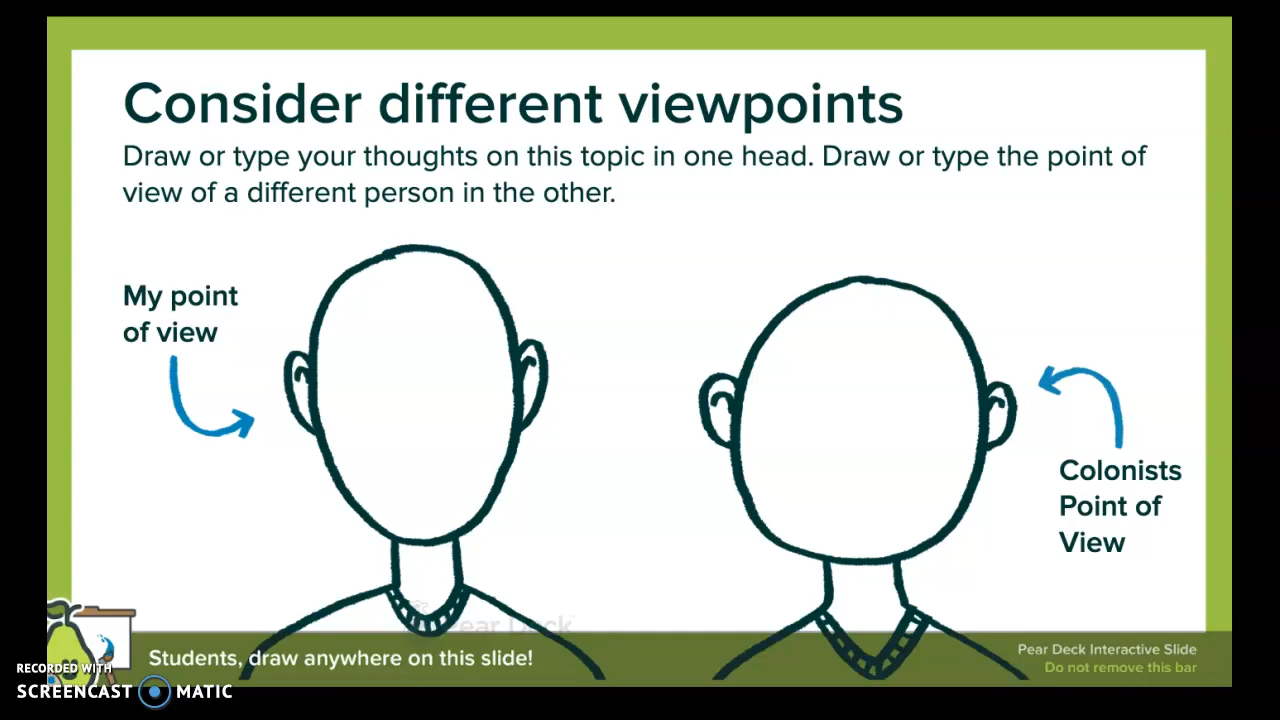 Consider different viewpoints
Draw or type your thoughts on this topic in one head. Draw or type the point of
view of a different person in the other.
My point
of view
Colonists
Point of
View
Pear Deck
Students, draw anywhere on this slide!
Pear Deck Interactive Slide
Do not remove this bar
RECORDED WITH
SCREENCAST MATIC